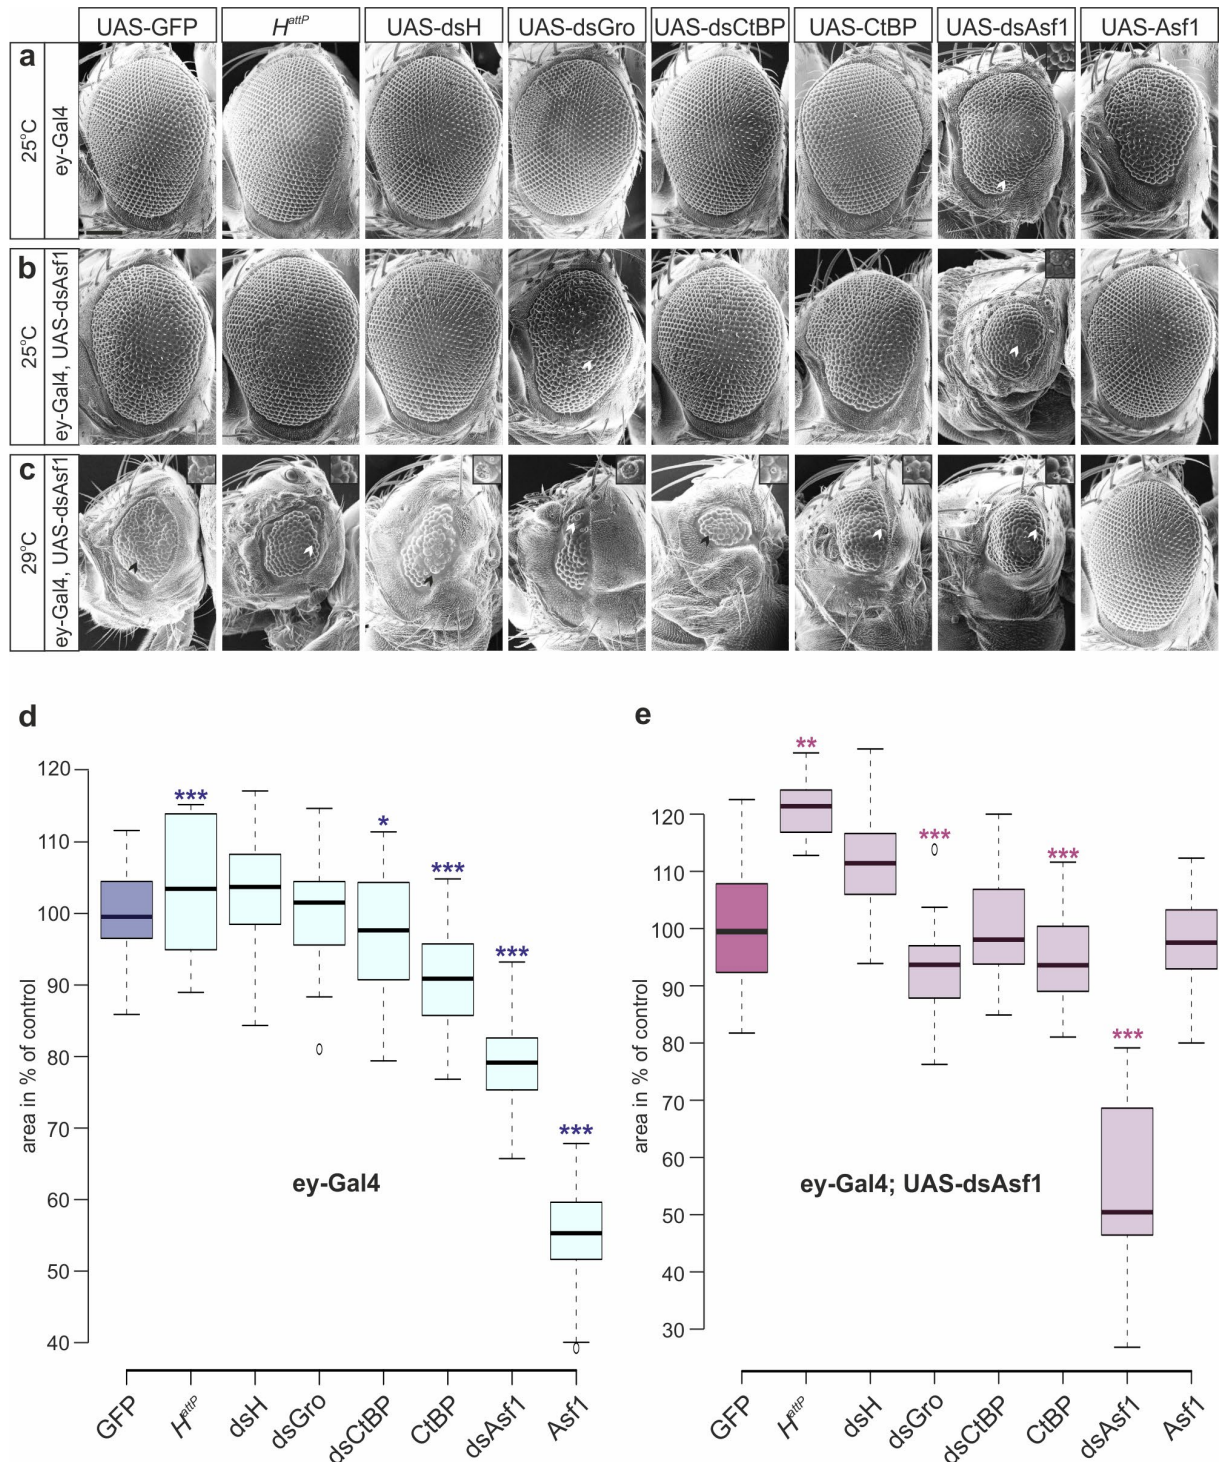 UAS-GFP H^attP UAS-dsH UAS-dsGro UAS-dsCtBP UAS-CtBP UAS-dsAsf1 UAS-Asf1
a
25°C
ey-Gal4
b
25°C
ey-Gal4, UAS-dsAsf1
c
29°C
ey-Gal4, UAS-dsAsf1
d
area in % of control
120
110
100
90
80
70
60
50
40
***
*
***
***
***
ey-Gal4
GFP H^attP dsH dsGro dsCtBP CtBP dsAsf1 Asf1
e
area in % of control
120
110
100
90
80
70
60
50
40
30
**
***
***
***
ey-Gal4; UAS-dsAsf1
GFP H^attP dsH dsGro dsCtBP CtBP dsAsf1 Asf1